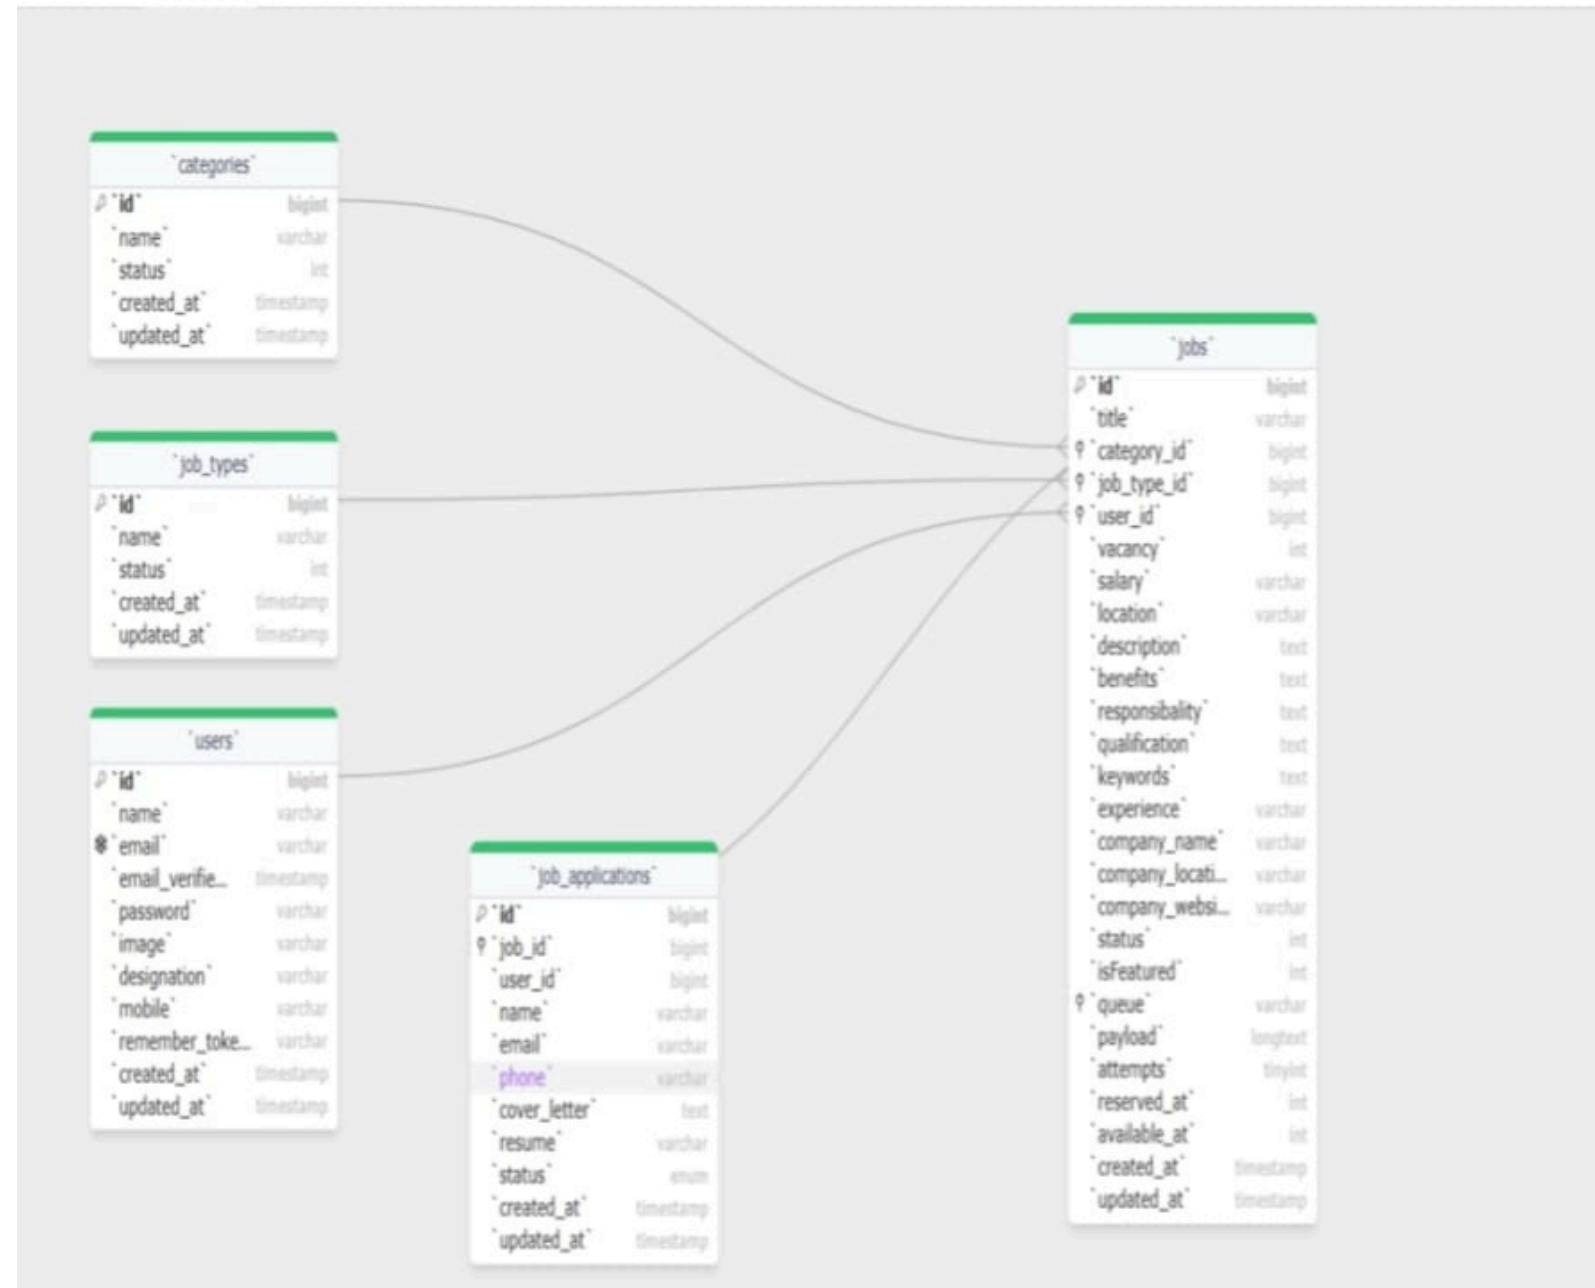 `categories`
`id` bigint
`name` varchar
`status` int
`created_at` timestamp
`updated_at` timestamp
`job_types`
`id` bigint
`name` varchar
`status` int
`created_at` timestamp
`updated_at` timestamp
`users`
`id` bigint
`name` varchar
`email` varchar
`email_verifie... timestamp
`password` varchar
`image` varchar
`designation` varchar
`mobile` varchar
`remember_toke... varchar
`created_at` timestamp
`updated_at` timestamp
`job_applications`
`id` bigint
`job_id` bigint
`user_id` bigint
`name` varchar
`email` varchar
`phone` varchar
`cover_letter` text
`resume` varchar
`status` enum
`created_at` timestamp
`updated_at` timestamp
`jobs`
`id` bigint
`title` varchar
`category_id` bigint
`job_type_id` bigint
`user_id` bigint
`vacancy` int
`salary` varchar
`location` varchar
`description` text
`benefits` text
`responsibality` text
`qualification` text
`keywords` text
`experience` varchar
`company_name` varchar
`company_locati... varchar
`company_websi... varchar
`status` int
`isFeatured` int
`queue` varchar
`payload` longtext
`attempts` tinyint
`reserved_at` int
`available_at` int
`created_at` timestamp
`updated_at` timestamp